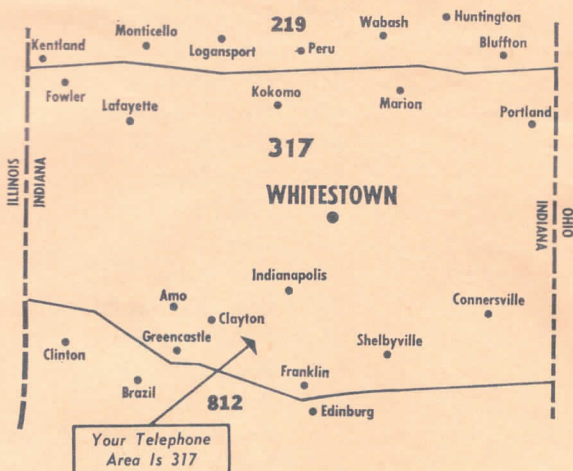 219
Huntington
Wabash
Monticello
Logansport
Peru
Bluffton
Kentland
Fowler
Kokomo
Marion
Lafayette
Portland
317
ILLINOIS
INDIANA
WHITESTOWN
INDIANA
OHIO
Indianapolis
Amo
Connersville
Clayton
Greencastle
Shelbyville
Clinton
Franklin
Brazil
812
Edinburg
Your Telephone
Area Is 317